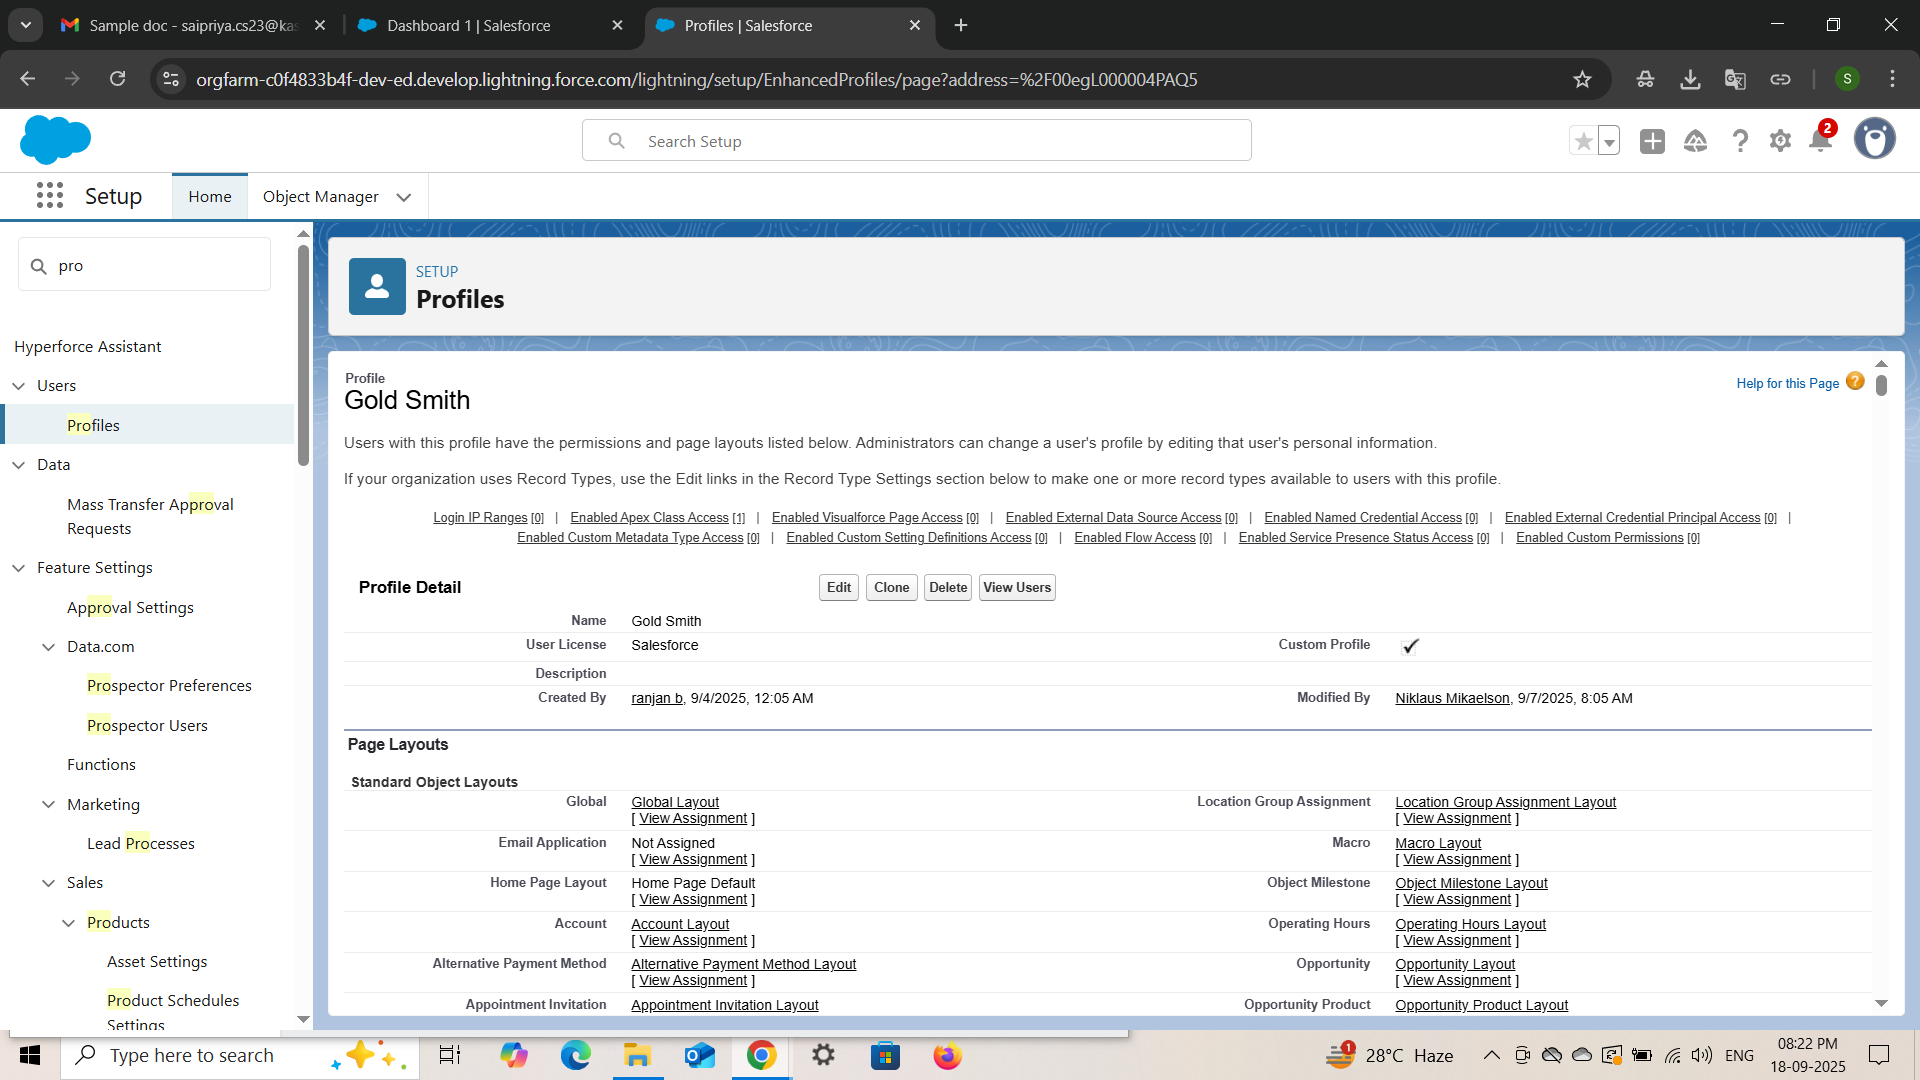 Sample doc - saipriya.cs23@kas
Dashboard 1 | Salesforce
Profiles | Salesforce
orgfarm-c0f4833b4f-dev-ed.develop.lightning.force.com/lightning/setup/EnhancedProfiles/page?address=%2F00egL000004PAQ5
S
Search Setup
2
Setup
Home
Object Manager
pro
Hyperforce Assistant
Users
Profiles
Data
Mass Transfer Approval
Requests
Feature Settings
Approval Settings
Data.com
Prospector Preferences
Prospector Users
Functions
Marketing
Lead Processes
Sales
Products
Asset Settings
Product Schedules
Settings
SETUP
Profiles
Profile
Gold Smith
Help for this Page ?
Users with this profile have the permissions and page layouts listed below. Administrators can change a user's profile by editing that user's personal information.
If your organization uses Record Types, use the Edit links in the Record Type Settings section below to make one or more record types available to users with this profile.
Login IP Ranges [0] | Enabled Apex Class Access [1] | Enabled Visualforce Page Access [0] | Enabled External Data Source Access [0] | Enabled Named Credential Access [0] | Enabled External Credential Principal Access [0] |
Enabled Custom Metadata Type Access [0] | Enabled Custom Setting Definitions Access [0] | Enabled Flow Access [0] | Enabled Service Presence Status Access [0] | Enabled Custom Permissions [0]
Profile Detail Edit Clone Delete View Users
Name Gold Smith
User License Salesforce Custom Profile
Description
Created By ranjan b, 9/4/2025, 12:05 AM Modified By Niklaus Mikaelson, 9/7/2025, 8:05 AM
Page Layouts
Standard Object Layouts
Global Global Layout Location Group Assignment Location Group Assignment Layout
[ View Assignment ] [ View Assignment ]
Email Application Not Assigned Macro Macro Layout
[ View Assignment ] [ View Assignment ]
Home Page Layout Home Page Default Object Milestone Object Milestone Layout
[ View Assignment ] [ View Assignment ]
Account Account Layout Operating Hours Operating Hours Layout
[ View Assignment ] [ View Assignment ]
Alternative Payment Method Alternative Payment Method Layout Opportunity Opportunity Layout
[ View Assignment ] [ View Assignment ]
Appointment Invitation Appointment Invitation Layout Opportunity Product Opportunity Product Layout
Type here to search
1
28°C Haze
ENG
08:22 PM
18-09-2025